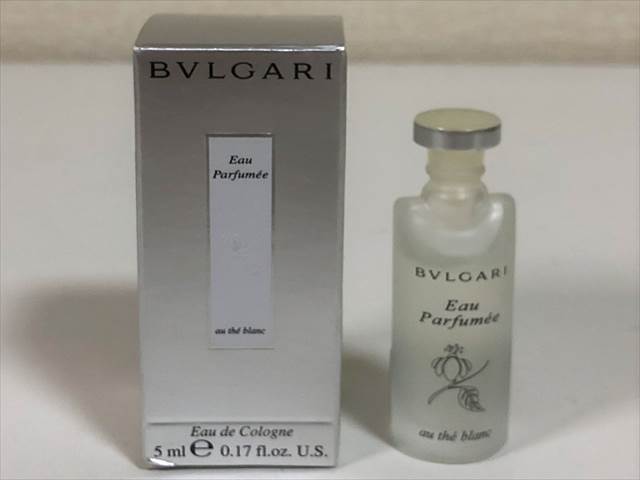 BVLGARI
Eau
Parfumée
au thé blanc
Eau de Cologne
5 ml ℮ 0.17 fl.oz. U.S.
BVLGARI
Eau
Parfumée
au thé blanc